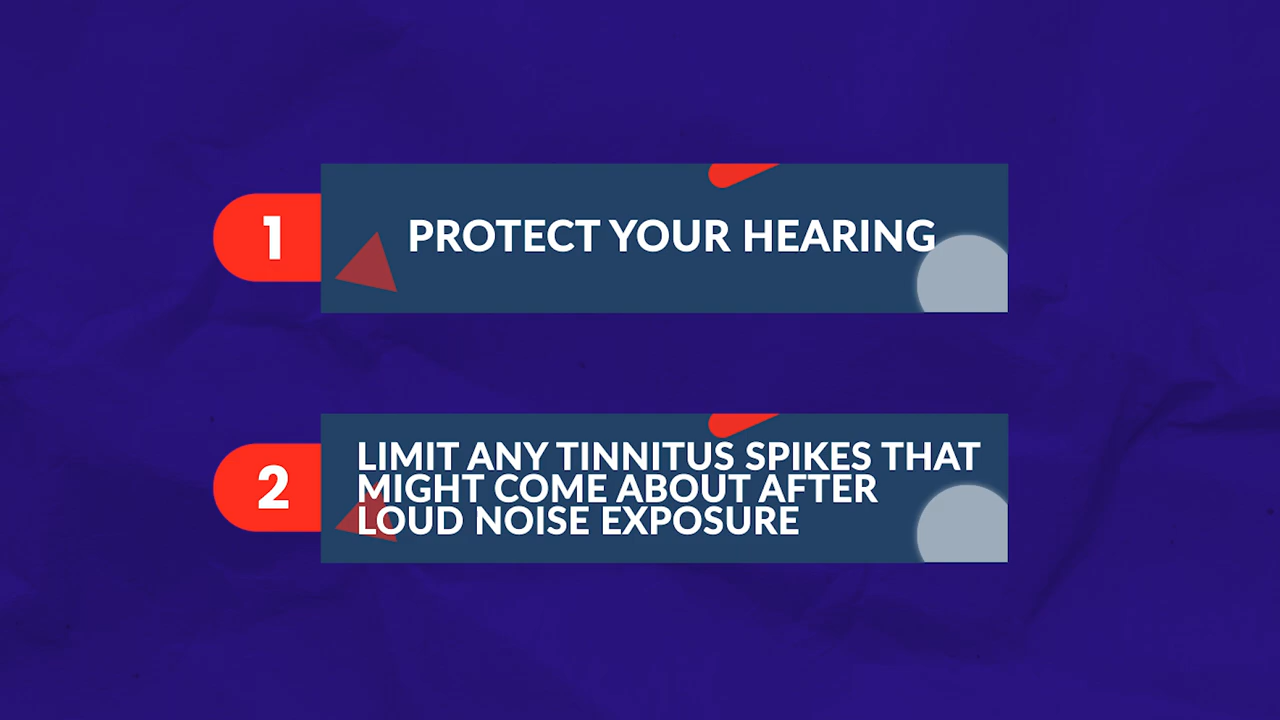 1
PROTECT YOUR HEARING
2
LIMIT ANY TINNITUS SPIKES THAT
MIGHT COME ABOUT AFTER
LOUD NOISE EXPOSURE